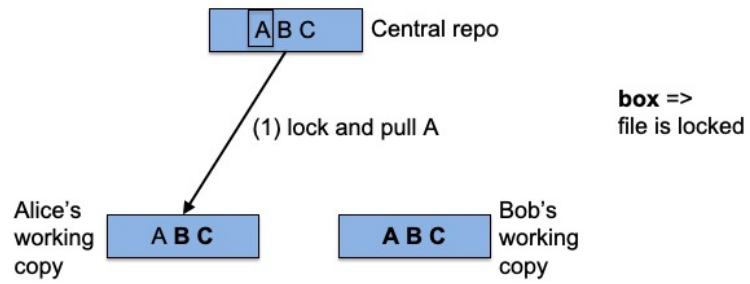 A B C Central repo
box =>
(1) lock and pull A
file is locked
Alice's
working
copy
A B C
A B C
Bob's
working
copy